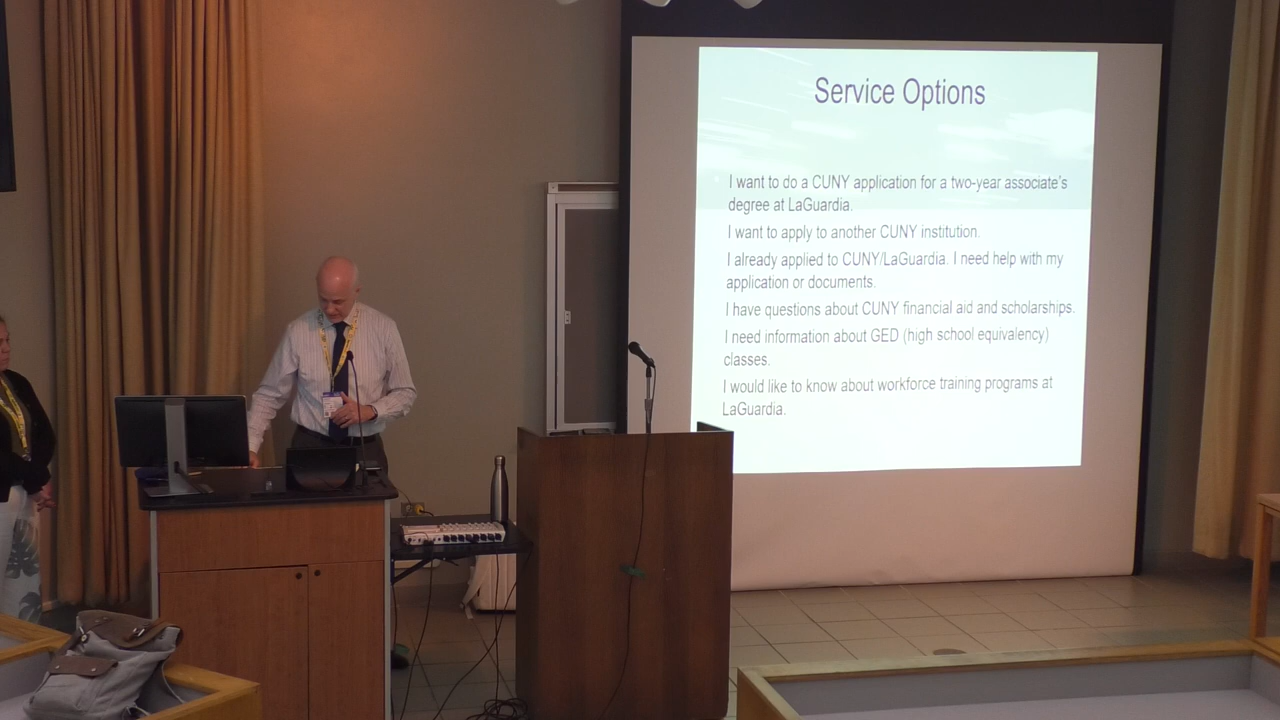 Service Options
I want to do a CUNY application for a two-year associate's
degree at LaGuardia.
I want to apply to another CUNY institution.
I already applied to CUNY/LaGuardia. I need help with my
application or documents.
I have questions about CUNY financial aid and scholarships.
I need information about GED (high school equivalency)
classes.
I would like to know about workforce training programs at
LaGuardia.